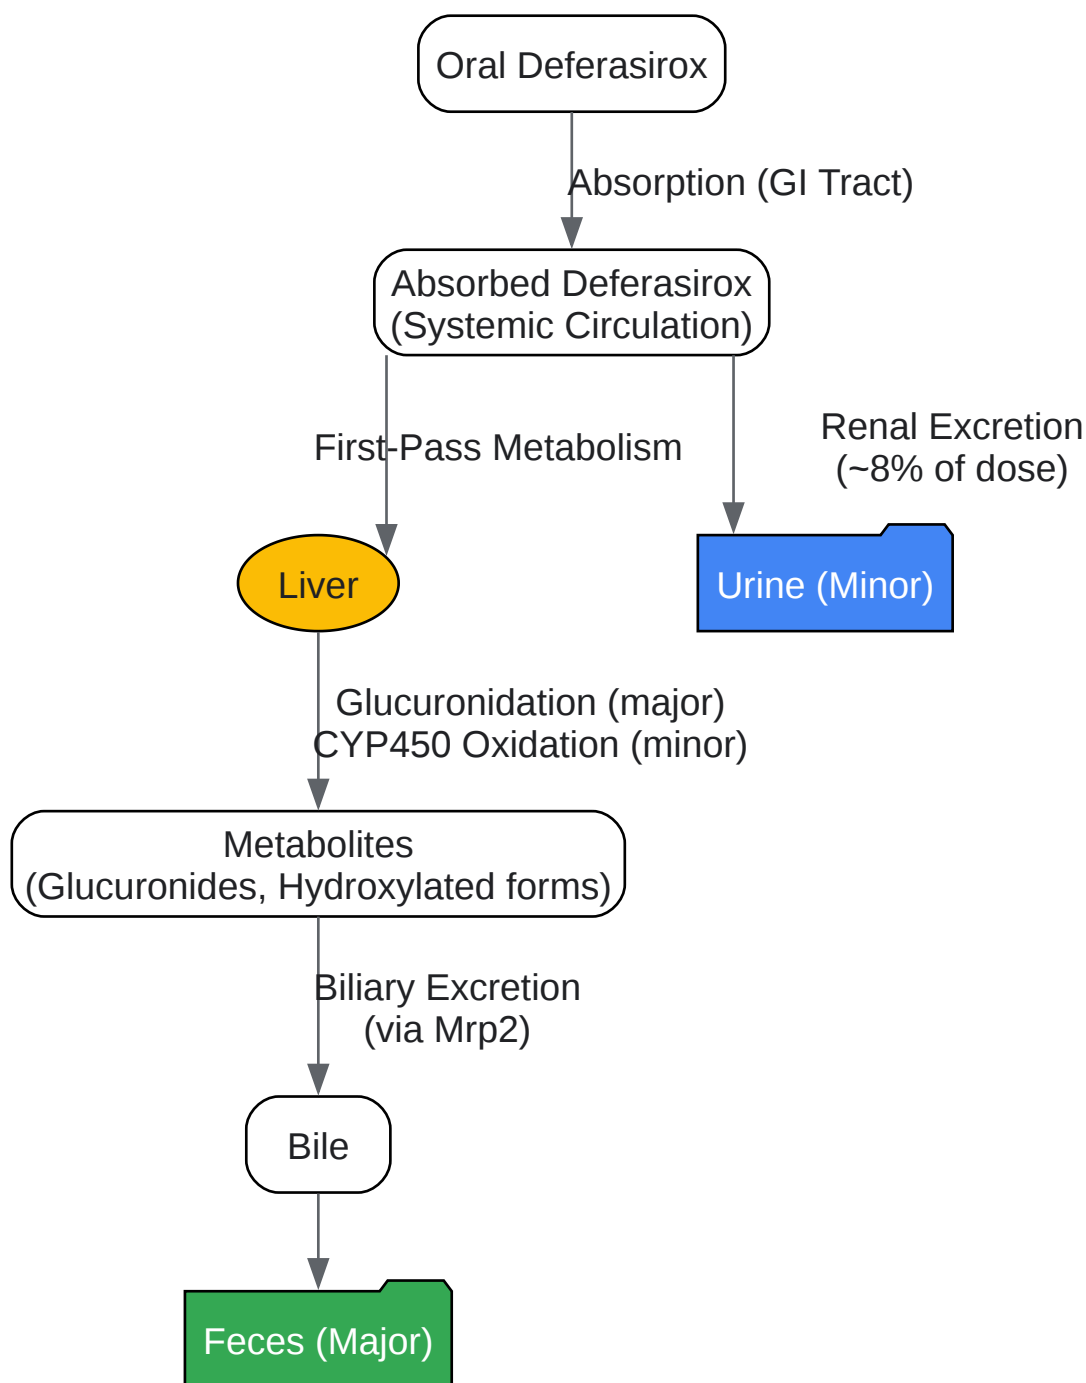 Oral Deferasirox
Absorption (GI Tract)
Absorbed Deferasirox
(Systemic Circulation)
First-Pass Metabolism
Renal Excretion
(~8% of dose)
Liver
Urine (Minor)
Glucuronidation (major)
CYP450 Oxidation (minor)
Metabolites
(Glucuronides, Hydroxylated forms)
Biliary Excretion
(via Mrp2)
Bile
Feces (Major)